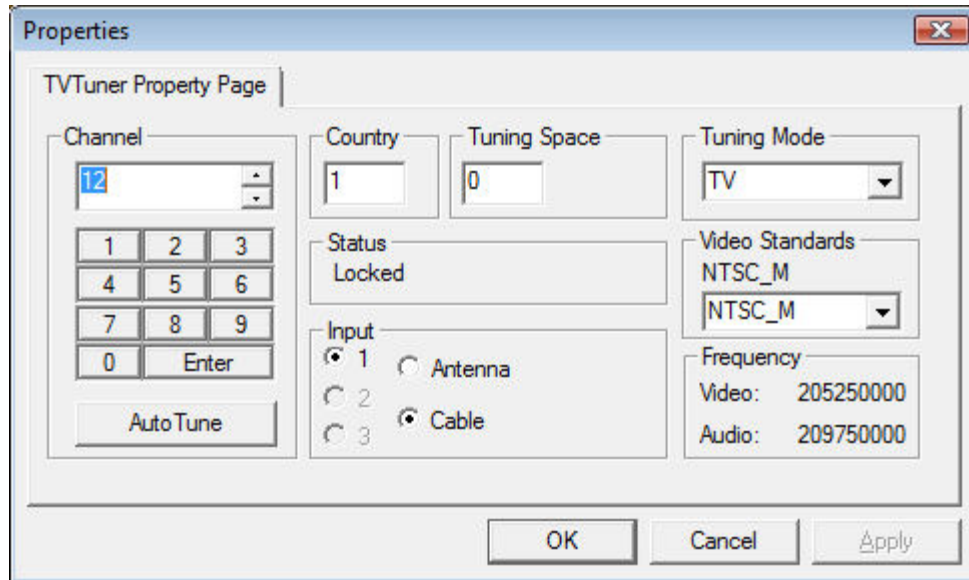 Properties
TVTuner Property Page
Channel
12
1 2 3
4 5 6
7 8 9
0 Enter
AutoTune
Country
1
Tuning Space
0
Status
Locked
Input
1
2
3
Antenna
Cable
Tuning Mode
TV
Video Standards
NTSC_M
NTSC_M
Frequency
Video: 205250000
Audio: 209750000
OK Cancel Apply